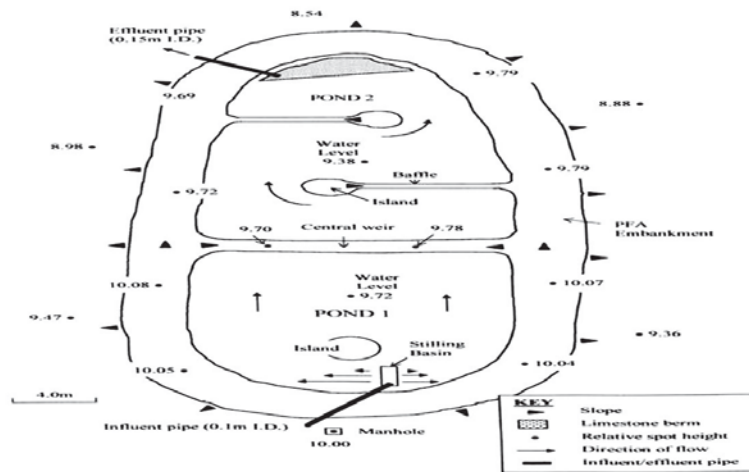 8.54
Effluent pipe
(0.15m I.D.)
9.79
9.69
POND 2
8.88
8.98
Water
Level
9.38
9.79
Baffle
9.72
Island
PFA
Embankment
9.70
Central weir
9.78
Water
Level
10.08
9.72
10.07
9.47
POND 1
9.36
Island
Stilling
Basin
10.05
10.04
4.0m
Influent pipe (0.1m I.D.)
Manhole
10.00
KEY
Slope
Limestone berm
Relative spot height
Direction of flow
Influent/effluent pipe